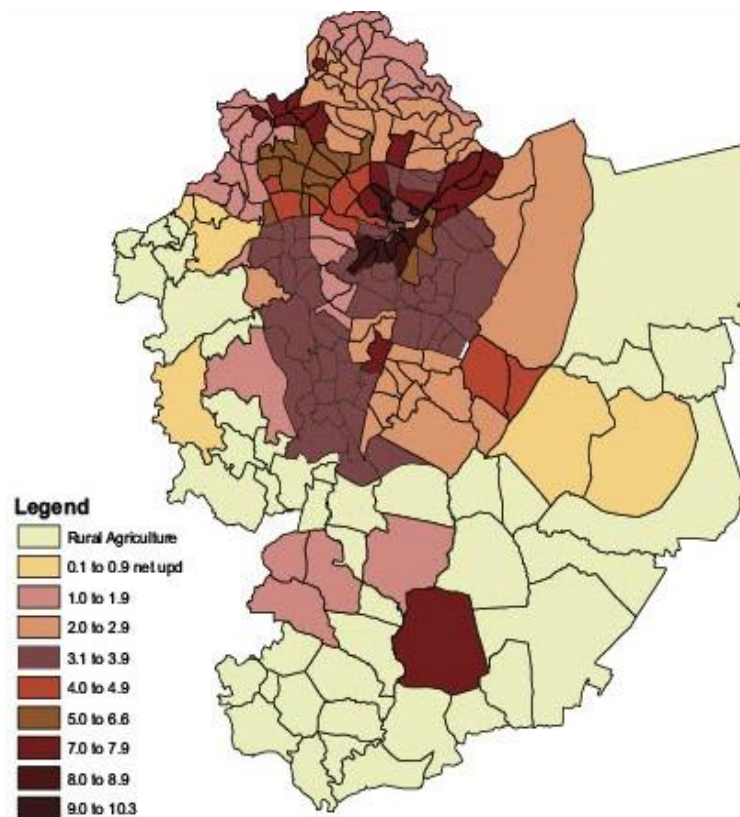 Legend
Rural Agriculture
0.1 to 0.9 net upd
1.0 to 1.9
2.0 to 2.9
3.1 to 3.9
4.0 to 4.9
5.0 to 6.6
7.0 to 7.9
8.0 to 8.9
9.0 to 10.3